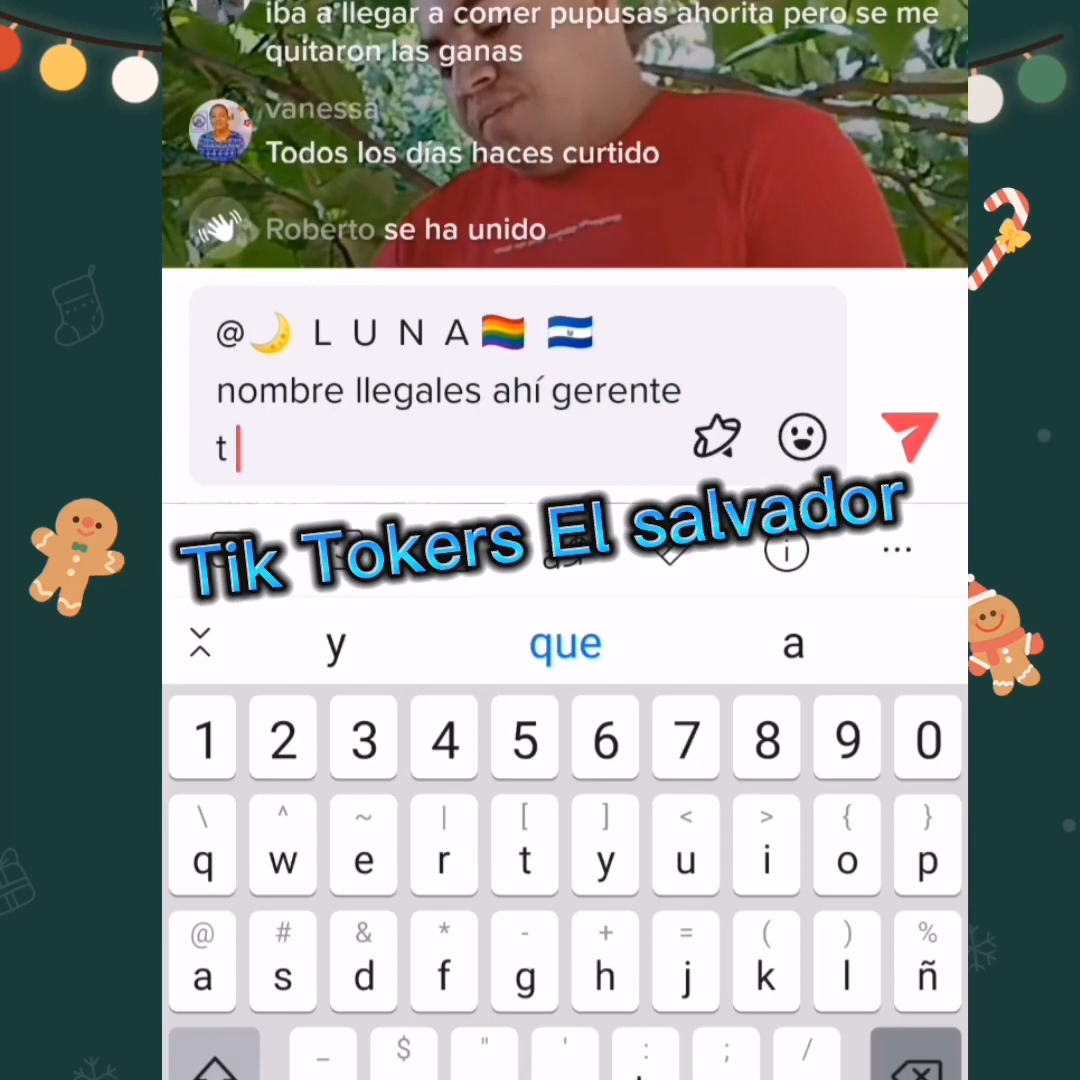 iba a llegar a comer pupusas ahorita pero se me
quitaron las ganas
vanessa
Todos los días haces curtido
Roberto se ha unido
@🌙 L U N A🏳️‍🌈 🇸🇻
nombre llegales ahí gerente
t
Tik Tokers El salvador
y que a
1 2 3 4 5 6 7 8 9 0
\ ^ ~ | [ ] < > { }
q w e r t y u i o p
@ # & * - + = ( ) %
a s d f g h j k l ñ
_ $ " ' : ; /